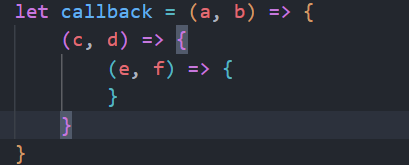 let callback = (a, b) => {
    (c, d) => {
        (e, f) => {
        }
    }
}